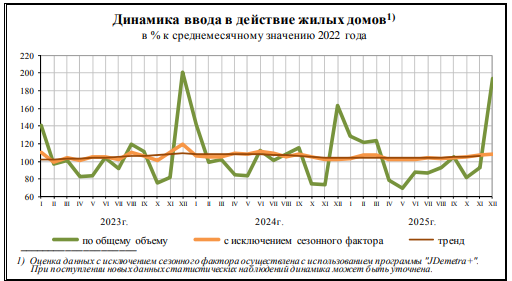 Динамика ввода в действие жилых домов1)
в % к среднемесячному значению 2022 года
220
200
180
160
140
120
100
80
60
I II III IV V VI VII VIII IX X XI XII I II III IV V VI VII VIII IX X XI XII I II III IV V VI VII VIII IX X XI XII
2023г. 2024г. 2025г.
по общему объему с исключением сезонного фактора тренд
1) Оценка данных с исключением сезонного фактора осуществлена с использованием программы "JDemetra+".
При поступлении новых данных статистических наблюдений динамика может быть уточнена.